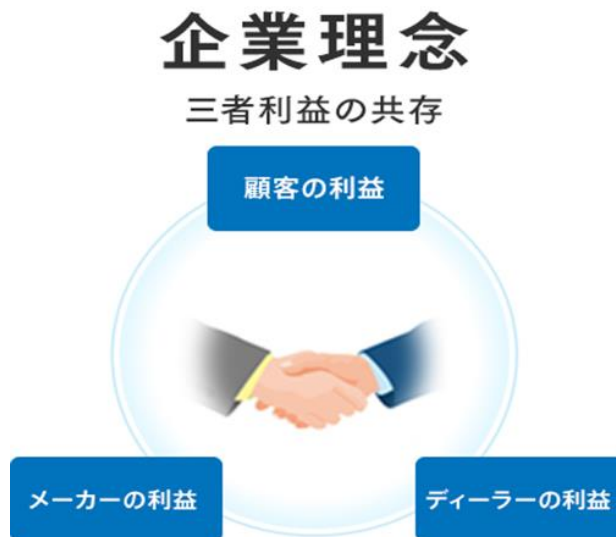 企業理念
三者利益の共存
顧客の利益
メーカーの利益
ディーラーの利益